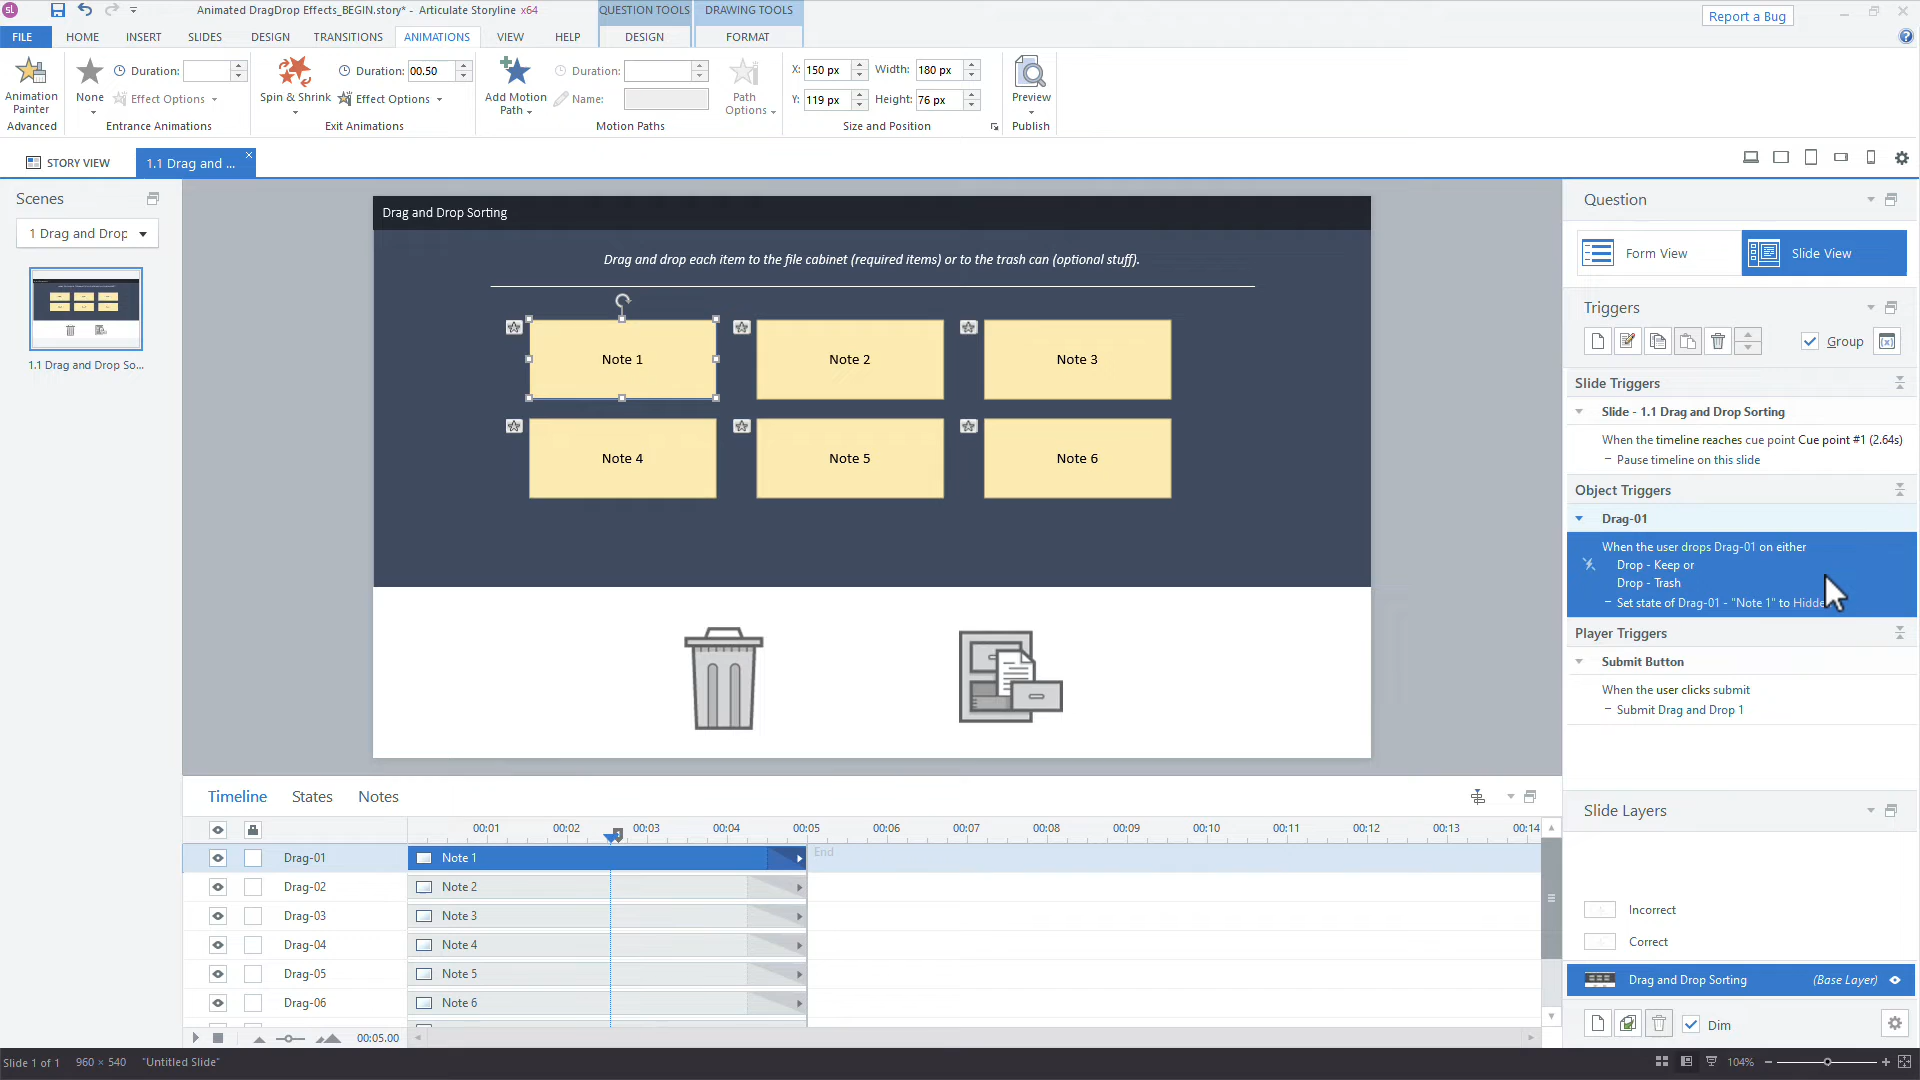 Animated DragDrop Effects_BEGIN.story* - Articulate Storyline x64
QUESTION TOOLS
DRAWING TOOLS
Report a Bug
FILE HOME INSERT SLIDES DESIGN TRANSITIONS ANIMATIONS VIEW HELP DESIGN FORMAT
Animation Painter
Advanced
None
Duration:
Effect Options
Entrance Animations
Spin & Shrink
Duration: 00.50
Effect Options
Exit Animations
Add Motion Path
Duration:
Name:
Path Options
Motion Paths
X: 150 px Width: 180 px
Y: 119 px Height: 76 px
Size and Position
Preview
Publish
STORY VIEW
1.1 Drag and ...
Scenes
1 Drag and Drop
1.1 Drag and Drop So...
Drag and Drop Sorting
Drag and drop each item to the file cabinet (required items) or to the trash can (optional stuff).
Note 1 Note 2 Note 3
Note 4 Note 5 Note 6
Question
Form View Slide View
Triggers
Group
Slide Triggers
Slide - 1.1 Drag and Drop Sorting
When the timeline reaches cue point Cue point #1 (2.64s)
- Pause timeline on this slide
Object Triggers
Drag-01
When the user drops Drag-01 on either
Drop - Keep or
Drop - Trash
- Set state of Drag-01 - "Note 1" to
Player Triggers
Submit Button
When the user clicks submit
- Submit Drag and Drop 1
Timeline States Notes
00:01 00:02 00:03 00:04 00:05 00:06 00:07 00:08 00:09 00:10 00:11 00:12 00:13 00:14
1
Drag-01 Note 1 End
Drag-02 Note 2
Drag-03 Note 3
Drag-04 Note 4
Drag-05 Note 5
Drag-06 Note 6
00:05.00
Slide Layers
Incorrect
Correct
Drag and Drop Sorting (Base Layer)
Dim
Slide 1 of 1 960 × 540 "Untitled Slide"
104%